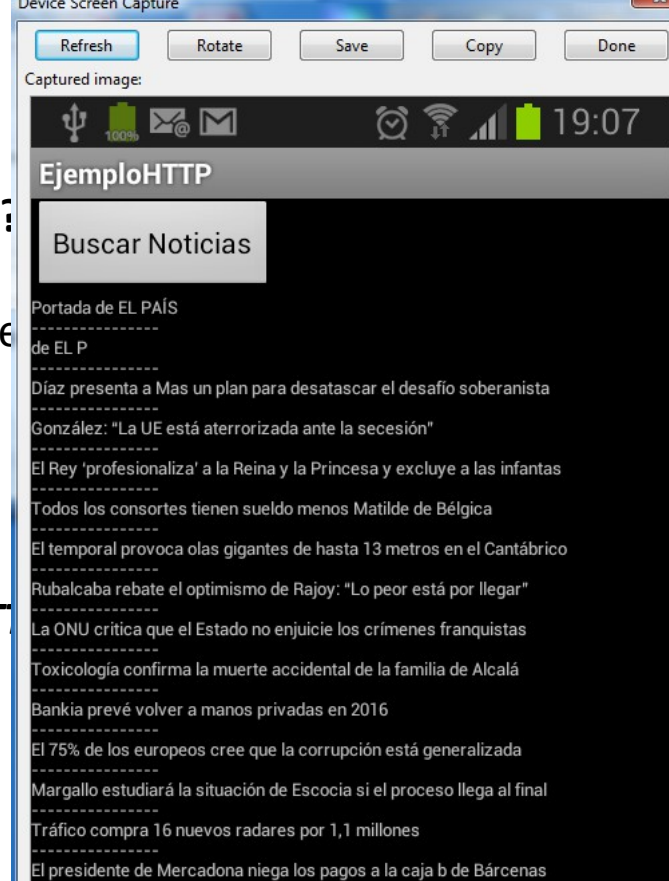 Device Screen Capture
Refresh Rotate Save Copy Done
Captured image:
100% 19:07
EjemploHTTP
Buscar Noticias
Portada de EL PAÍS
----------------
de EL P
----------------
Díaz presenta a Mas un plan para desatascar el desafío soberanista
----------------
González: “La UE está aterrorizada ante la secesión”
----------------
El Rey ‘profesionaliza’ a la Reina y la Princesa y excluye a las infantas
----------------
Todos los consortes tienen sueldo menos Matilde de Bélgica
----------------
El temporal provoca olas gigantes de hasta 13 metros en el Cantábrico
----------------
Rubalcaba rebate el optimismo de Rajoy: “Lo peor está por llegar”
----------------
La ONU critica que el Estado no enjuicie los crímenes franquistas
----------------
Toxicología confirma la muerte accidental de la familia de Alcalá
----------------
Bankia prevé volver a manos privadas en 2016
----------------
El 75% de los europeos cree que la corrupción está generalizada
----------------
Margallo estudiará la situación de Escocia si el proceso llega al final
----------------
Tráfico compra 16 nuevos radares por 1,1 millones
----------------
El presidente de Mercadona niega los pagos a la caja b de Bárcenas